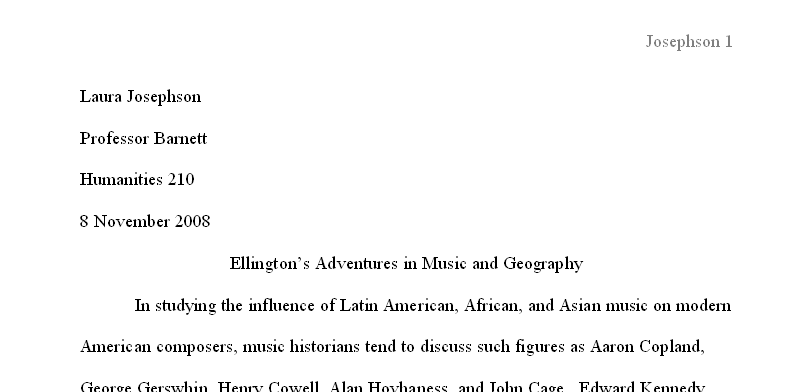 Josephson 1
Laura Josephson
Professor Barnett
Humanities 210
8 November 2008
Ellington’s Adventures in Music and Geography
In studying the influence of Latin American, African, and Asian music on modern
American composers, music historians tend to discuss such figures as Aaron Copland,
George Gerswhin, Henry Cowell, Alan Hovhaness, and John Cage. Edward Kennedy